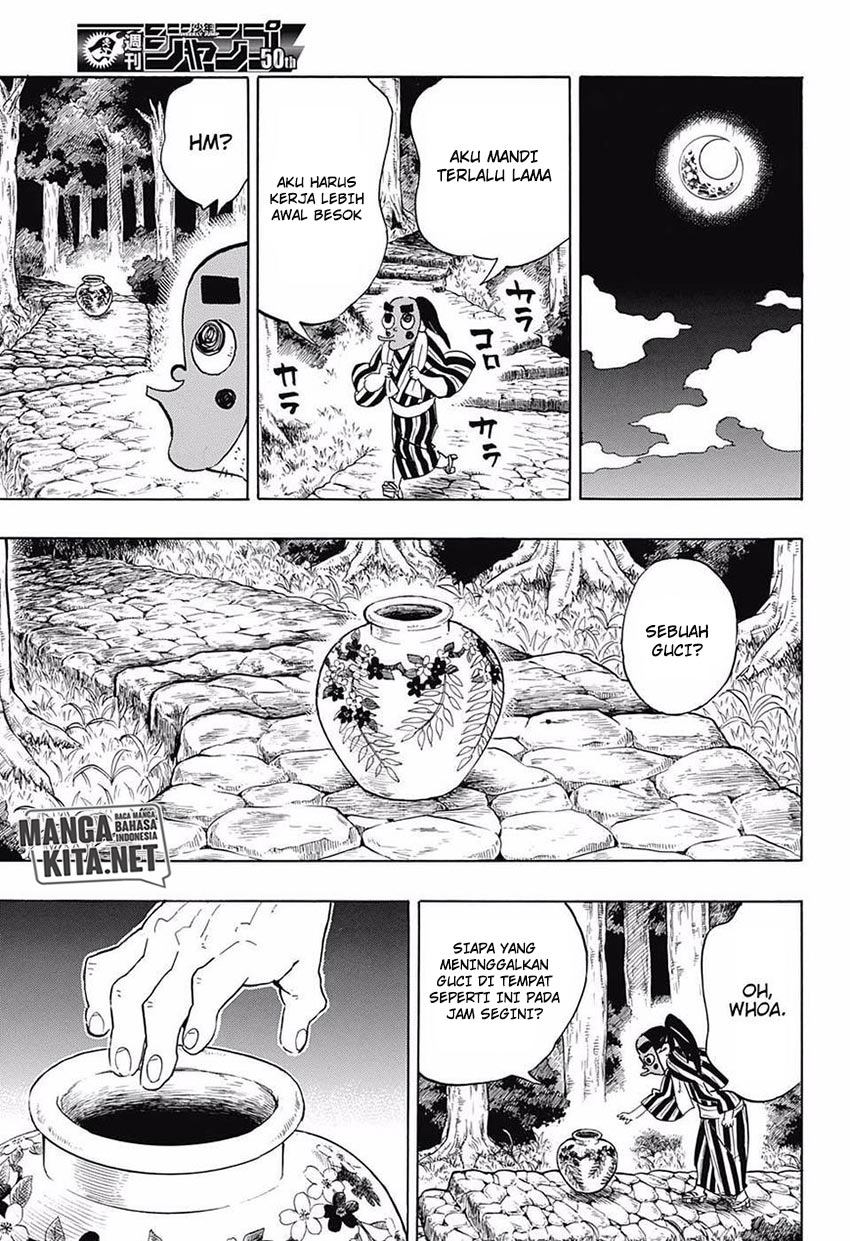 少年
WEEKLY JUMP
週刊
ジャンプ
50th
AKU MANDI
TERLALU LAMA
AKU HARUS
KERJA LEBIH
AWAL BESOK
カラ
コロ
カラ
カラ
HM?
SEBUAH
GUCI?
MANGA
KITA.NET
BACA MANGA
BAHASA
INDONESIA
OH,
WHOA.
SIAPA YANG
MENINGGALKAN
GUCI DI TEMPAT
SEPERTI INI PADA
JAM SEGINI?